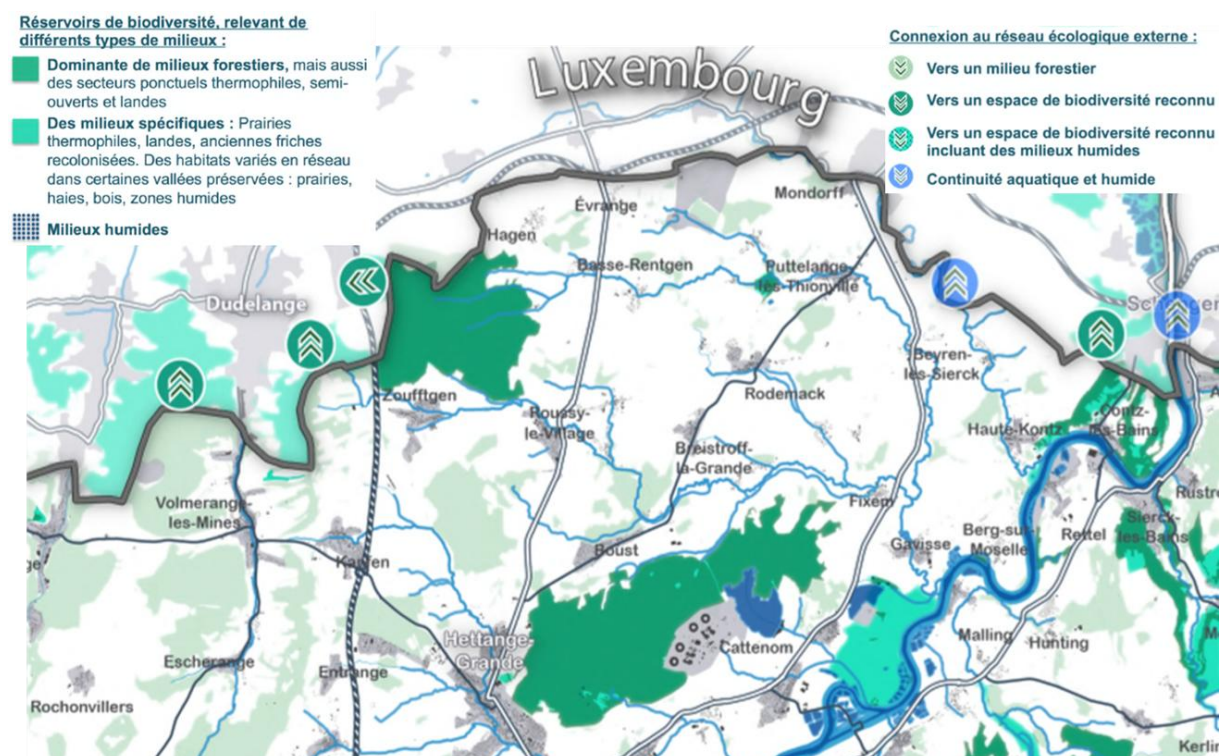 Réservoirs de biodiversité, relevant de
différents types de milieux :
Dominante de milieux forestiers, mais aussi
des secteurs ponctuels thermophiles, semi-
ouverts et landes
Des milieux spécifiques : Prairies
thermophiles, landes, anciennes friches
recolonisées. Des habitats variés en réseau
dans certaines vallées préservées : prairies,
haies, bois, zones humides
Milieux humides
Connexion au réseau écologique externe :
Vers un milieu forestier
Vers un espace de biodiversité reconnu
Vers un espace de biodiversité reconnu
incluant des milieux humides
Continuité aquatique et humide
Luxembourg
Mondorff
Évrange
Hagen
Basse-Rentgen
Puttelange-
lès-Thionville
Dudelange
Beyren-
lès-Sierck
Zoufftgen
Rodemack
Roussy-
le-Village
Contz-
les-Bains
Haute-Kontz
Breistroff-
la-Grande
Volmerange-
les-Mines
Fixem
Sierck-
les-Bains
Berg-sur-
Moselle
Rettel
Gavisse
Boust
Kanfen
Hettange-
Grande
Cattenom
Malling
Hunting
Escherange
Entrange
Rochonvillers